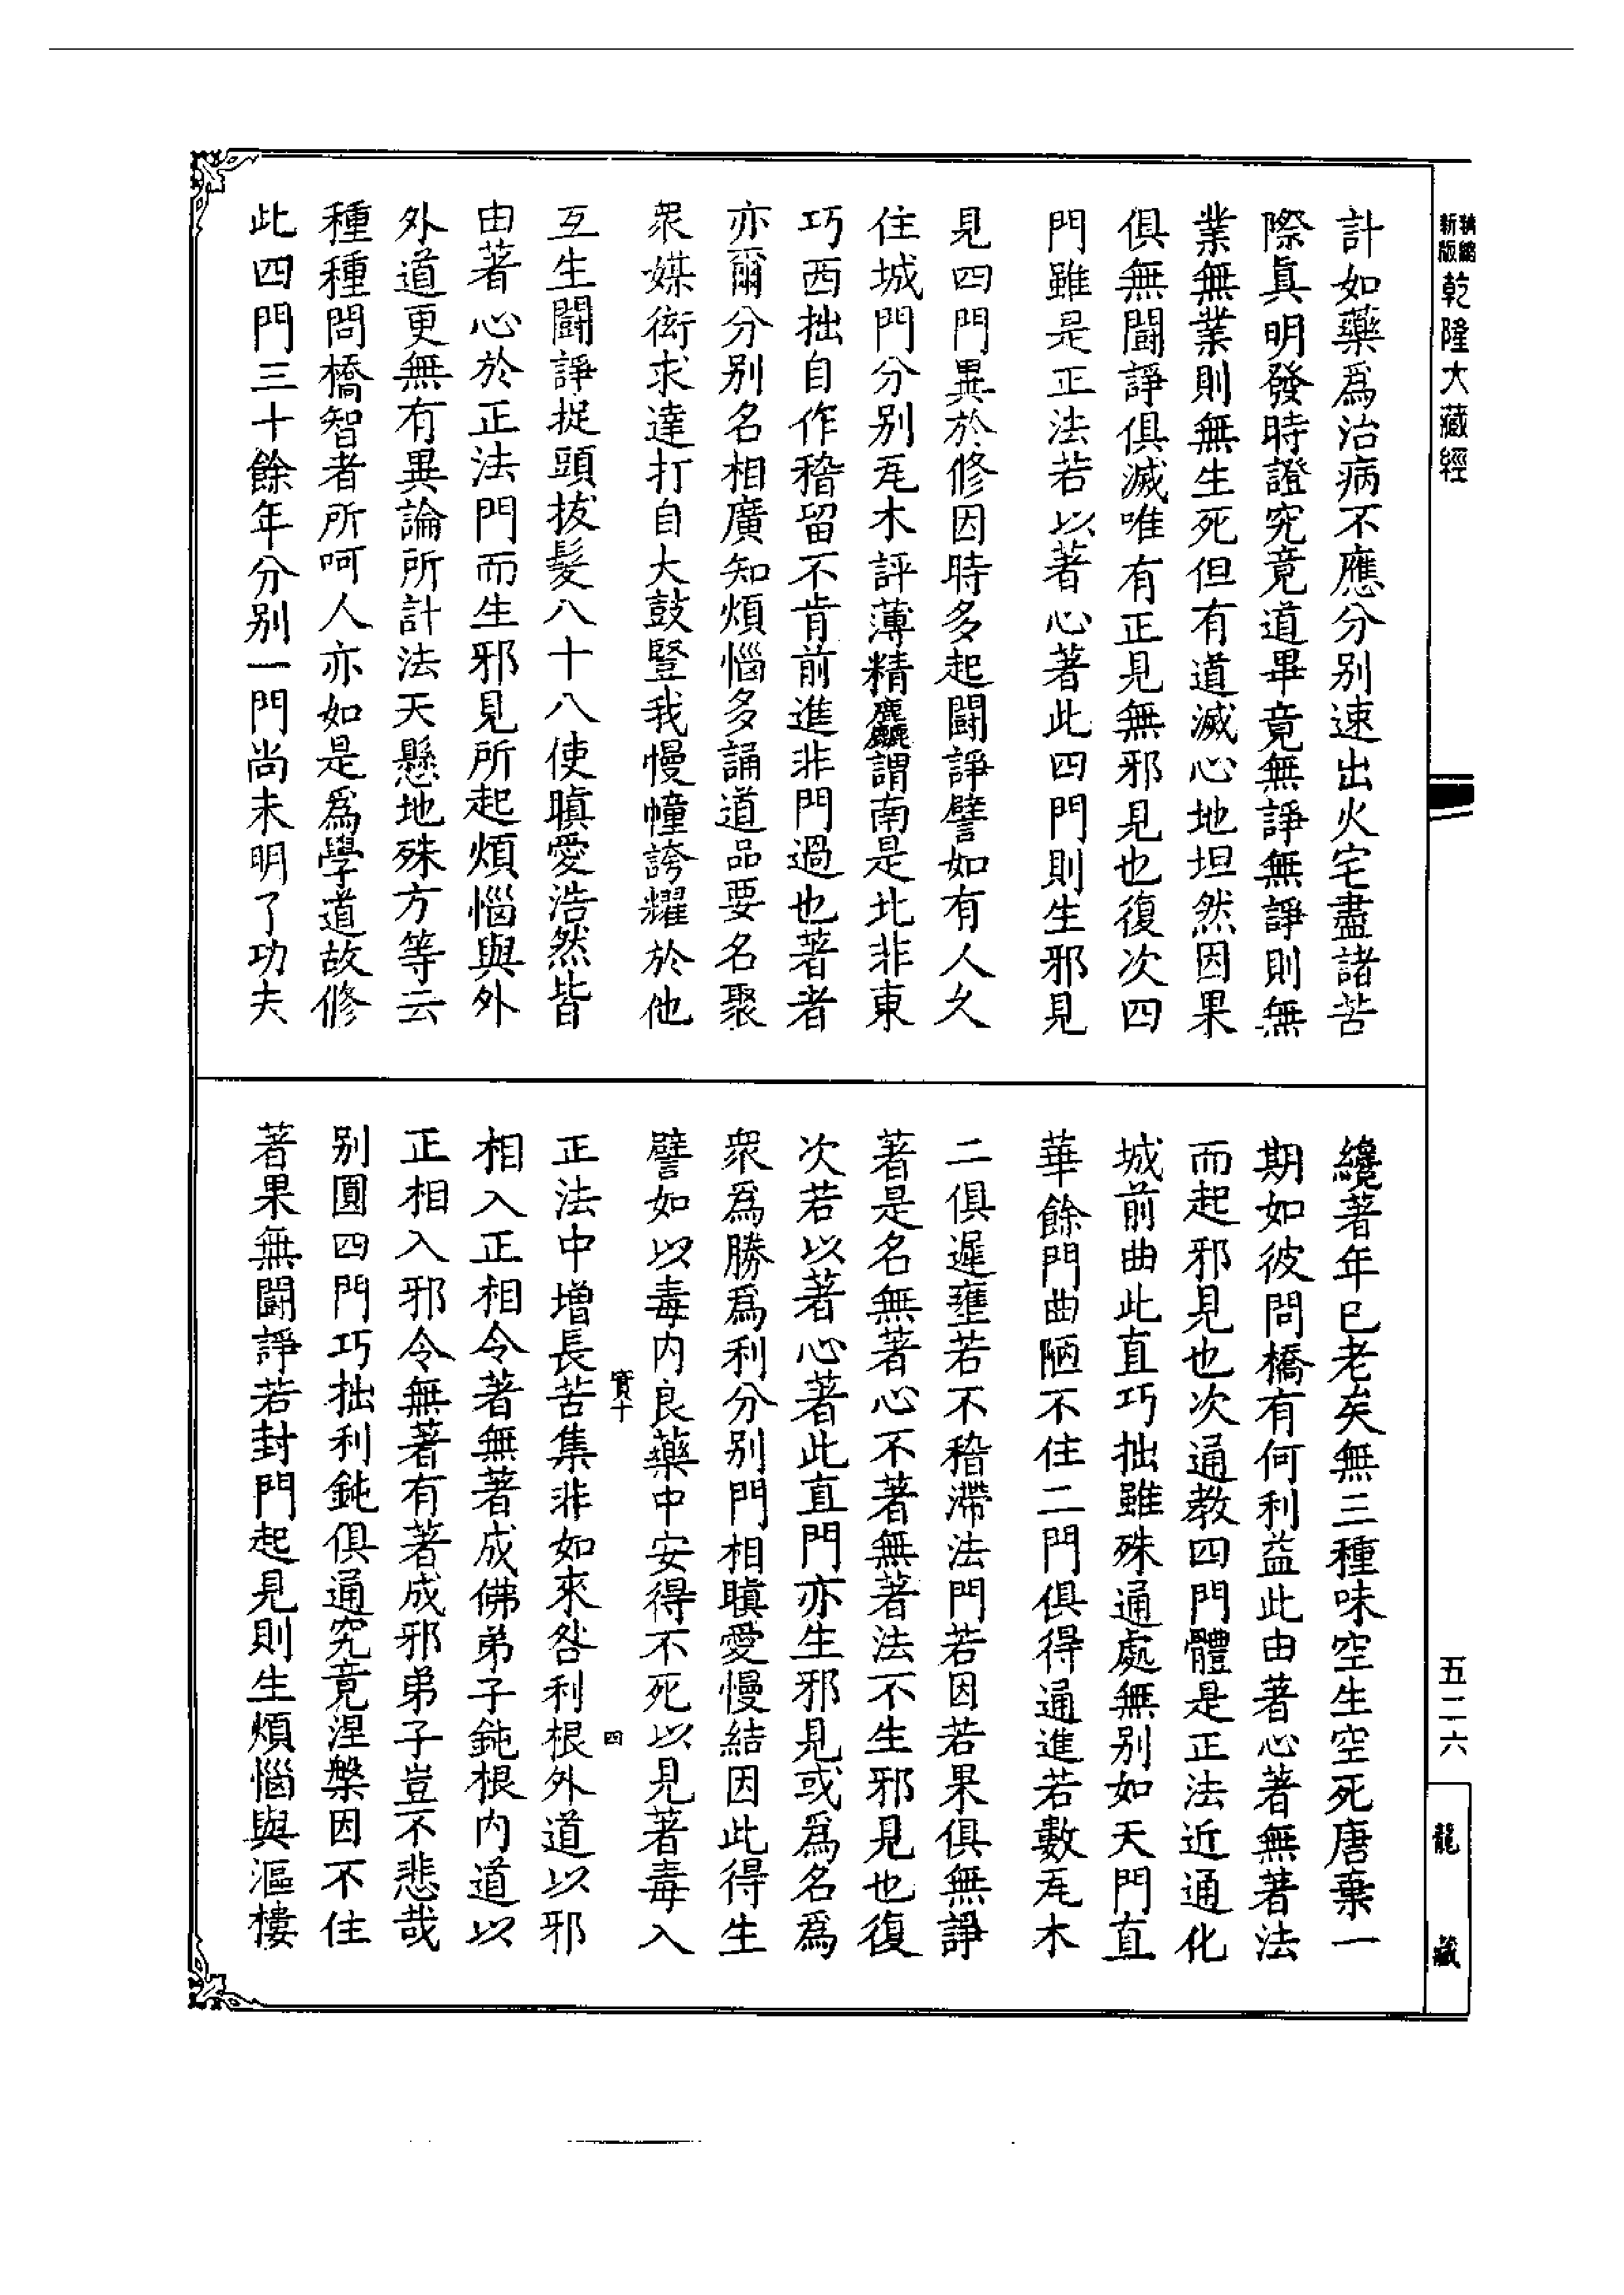 新版
精縮
乾隆大藏經
計如藥爲治病不應分别速出火宅盡諸苦
際眞明發時證究竟道畢竟無諍無諍則無
業無業則無生死但有道滅心地坦然因果
俱無鬪諍俱滅唯有正見無邪見也復次四
門雖是正法若以著心著此四門則生邪見
見四門異於修因時多起鬪諍譬如有人久
住城門分别瓦木評薄精麤謂南是北非東
巧西拙自作稽留不肯前進非門過也著者
亦爾分别名相廣知煩惱多誦道品要名聚
衆媒衒求達打自大鼓豎我慢幢誇耀於他
互生鬪諍捉頭拔髮八十八使瞋愛浩然皆
由著心於正法門而生邪見所起煩惱與外
外道更無有異論所計法天懸地殊方等云
種種問橋智者所呵人亦如是爲學道故修
此四門三十餘年分别一門尚未明了功夫
纔著年已老矣無三種味空生空死唐棄一
期如彼問橋有何利益此由著心著無著法
而起邪見也次通教四門體是正法近通化
城前曲此直巧拙雖殊通處無别如天門直
華餘門曲陋不住二門俱得通進若數瓦木
二俱遲壅若不稽滯法門若因若果俱無諍
著是名無著心不著無著法不生邪見也復
次若以著心著此直門亦生邪見或爲名爲
衆爲勝爲利分别門相瞋愛慢結因此得生
譬如以毒内良藥中安得不死以見著毒入
寶十
四
正法中增長苦集非如來咎利根外道以邪
相入正相令著無著成佛弟子鈍根内道以
正相入邪令無著有著成邪弟子豈不悲哉
别圓四門巧拙利鈍俱通究竟涅槃因不住
著果無鬪諍若封門起見則生煩惱與漚樓
五二六
龍藏